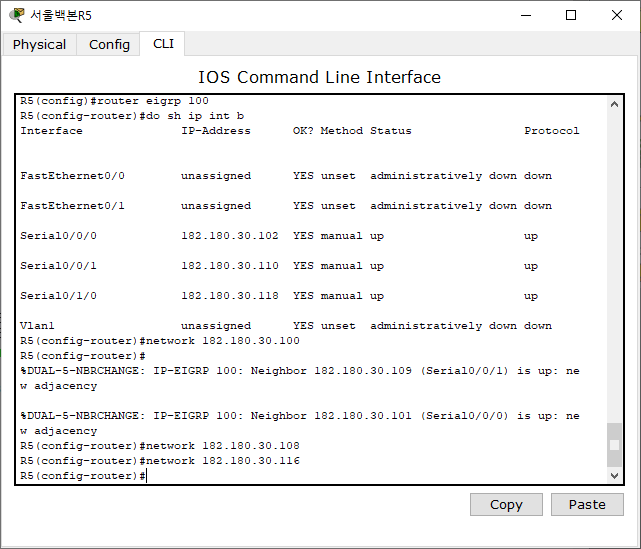 서울백본R5
Physical Config CLI
IOS Command Line Interface
R5(config)#router eigrp 100
R5(config-router)#do sh ip int b
Interface IP-Address OK? Method Status Protocol
FastEthernet0/0 unassigned YES unset administratively down down
FastEthernet0/1 unassigned YES unset administratively down down
Serial0/0/0 182.180.30.102 YES manual up up
Serial0/0/1 182.180.30.110 YES manual up up
Serial0/1/0 182.180.30.118 YES manual up up
Vlan1 unassigned YES unset administratively down down
R5(config-router)#network 182.180.30.100
R5(config-router)#
%DUAL-5-NBRCHANGE: IP-EIGRP 100: Neighbor 182.180.30.109 (Serial0/0/1) is up: ne
w adjacency
%DUAL-5-NBRCHANGE: IP-EIGRP 100: Neighbor 182.180.30.101 (Serial0/0/0) is up: ne
w adjacency
R5(config-router)#network 182.180.30.108
R5(config-router)#network 182.180.30.116
R5(config-router)#
Copy Paste